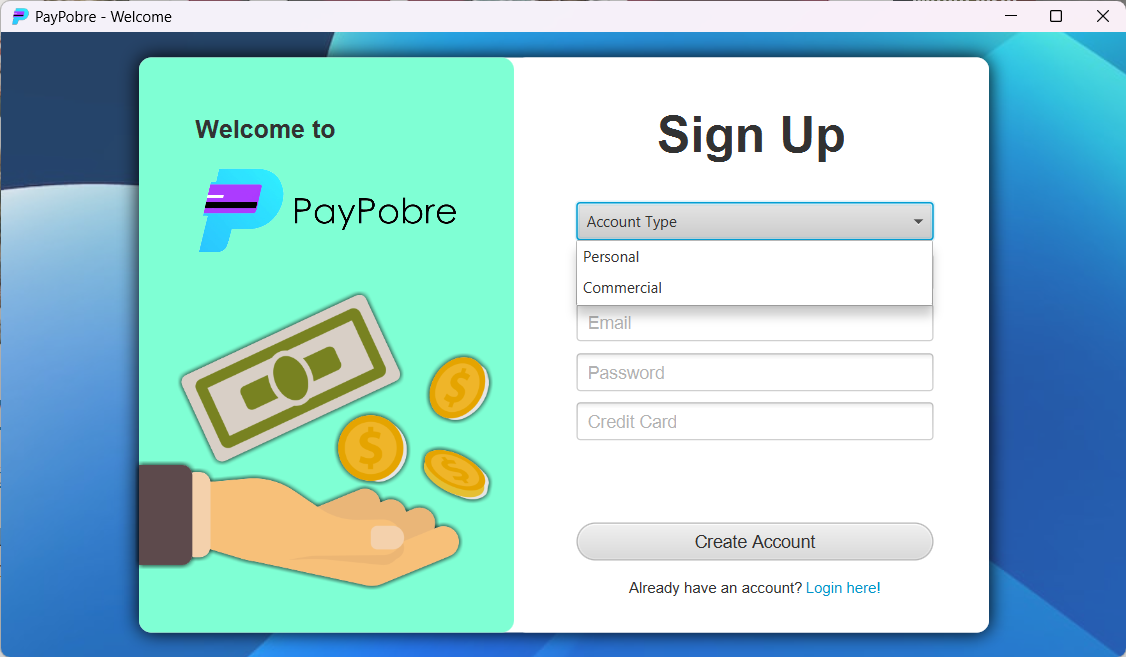 PayPobre - Welcome
Welcome to
PayPobre
$
$
$
Sign Up
Account Type
Personal
Commercial
Email
Password
Credit Card
Create Account
Already have an account? Login here!